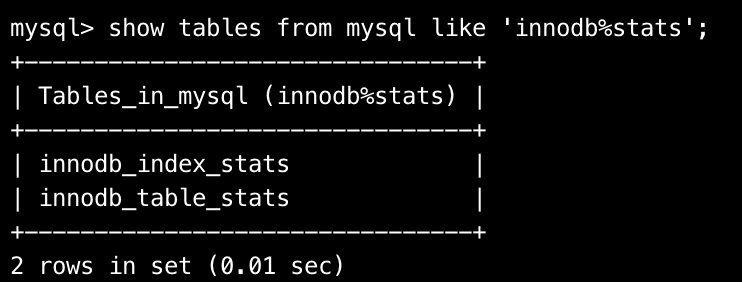 mysql> show tables from mysql like 'innodb%stats';
+--------------------------------+
| Tables_in_mysql (innodb%stats) |
+--------------------------------+
| innodb_index_stats             |
| innodb_table_stats             |
+--------------------------------+
2 rows in set (0.01 sec)